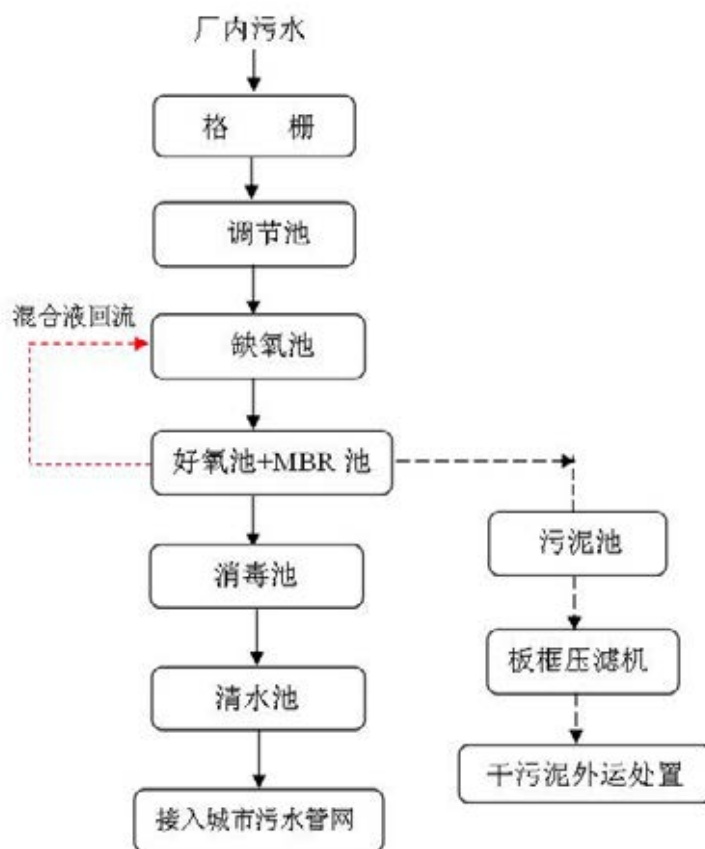 厂内污水
格 栅
调节池
混合液回流
缺氧池
好氧池+MBR 池
污泥池
消毒池
板框压滤机
清水池
干污泥外运处置
接入城市污水管网